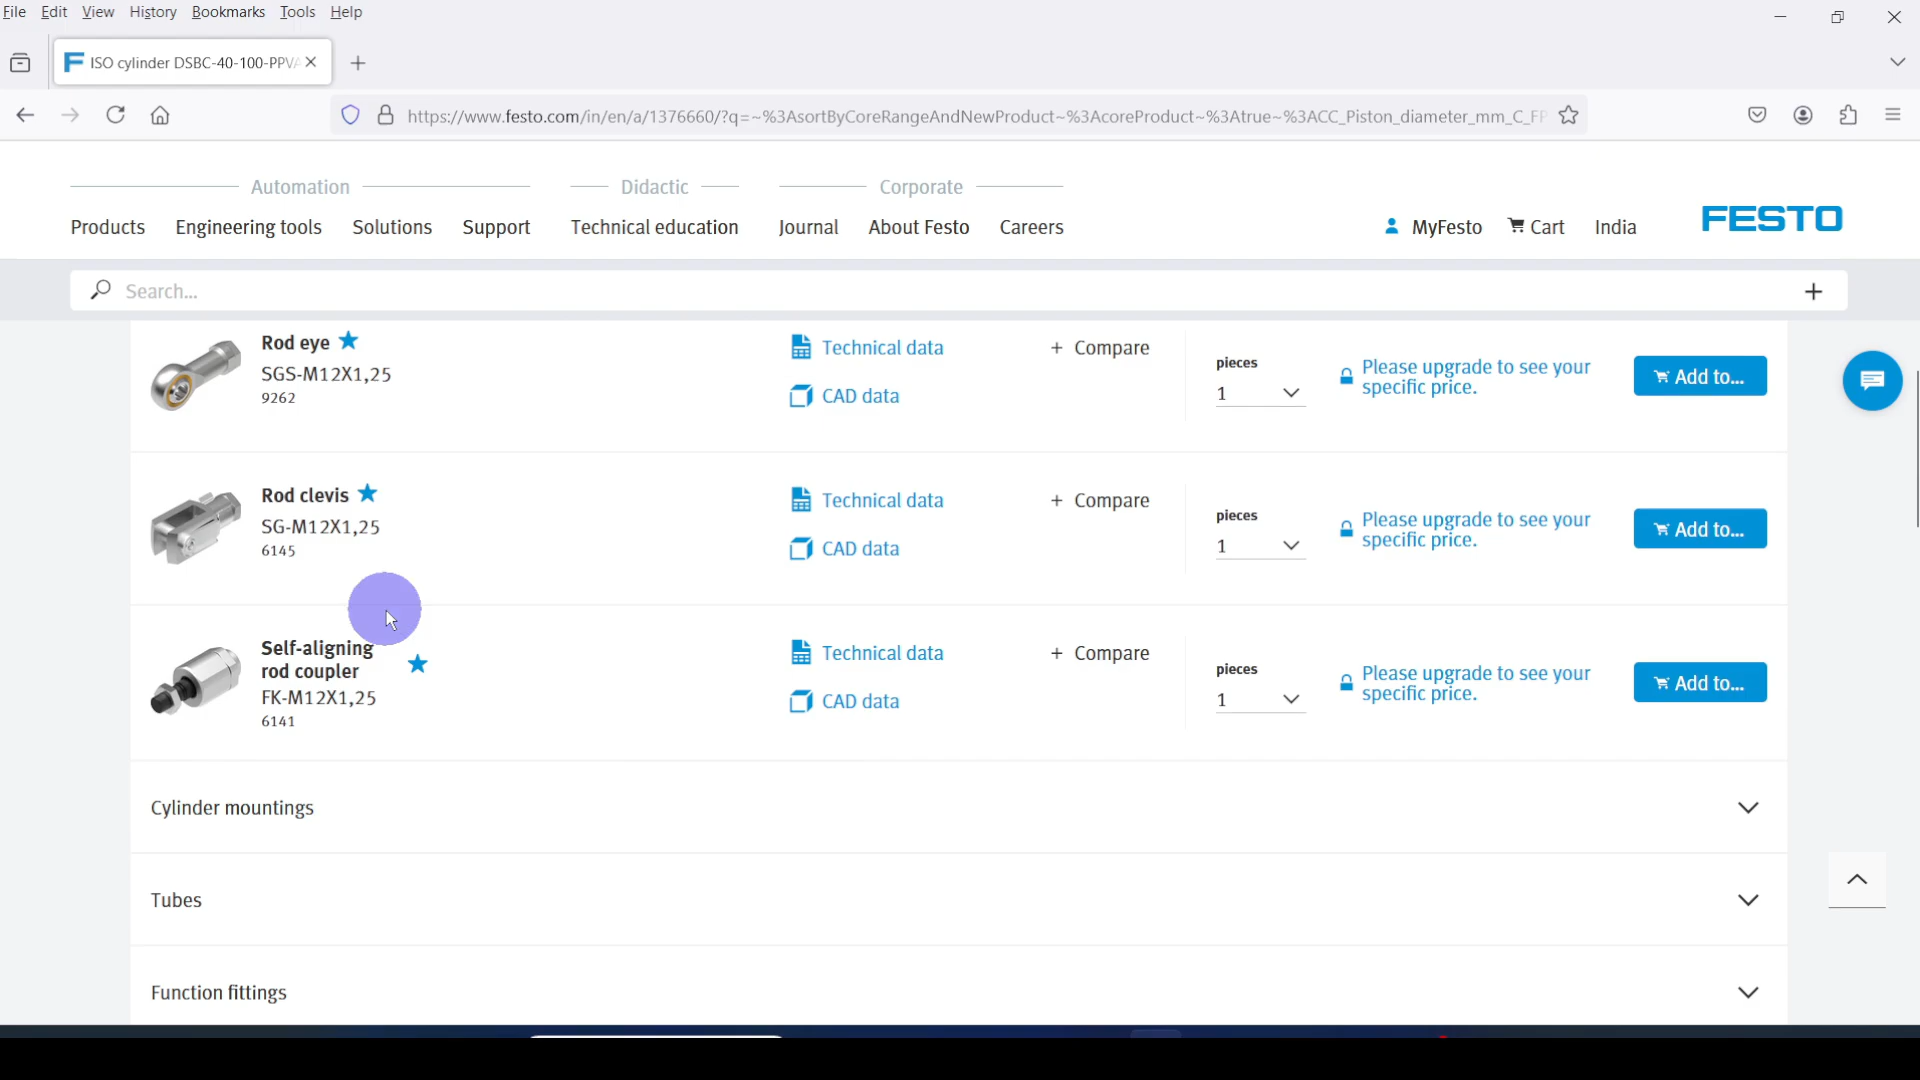 File Edit View History Bookmarks Tools Help
ISO cylinder DSBC-40-100-PPVA
https://www.festo.com/in/en/a/1376660/?q=~%3AsortByCoreRangeAndNewProduct~%3AcoreProduct~%3Atrue~%3ACC_Piston_diameter_mm_C_FP
Automation Didactic Corporate
Products Engineering tools Solutions Support Technical education Journal About Festo Careers MyFesto Cart India FESTO
Search...
Rod eye
SGS-M12X1,25
9262
Technical data
CAD data
+ Compare
pieces
1
Please upgrade to see your
specific price.
Add to...
Rod clevis
SG-M12X1,25
6145
Technical data
CAD data
+ Compare
pieces
1
Please upgrade to see your
specific price.
Add to...
Self-aligning
rod coupler
FK-M12X1,25
6141
Technical data
CAD data
+ Compare
pieces
1
Please upgrade to see your
specific price.
Add to...
Cylinder mountings
Tubes
Function fittings